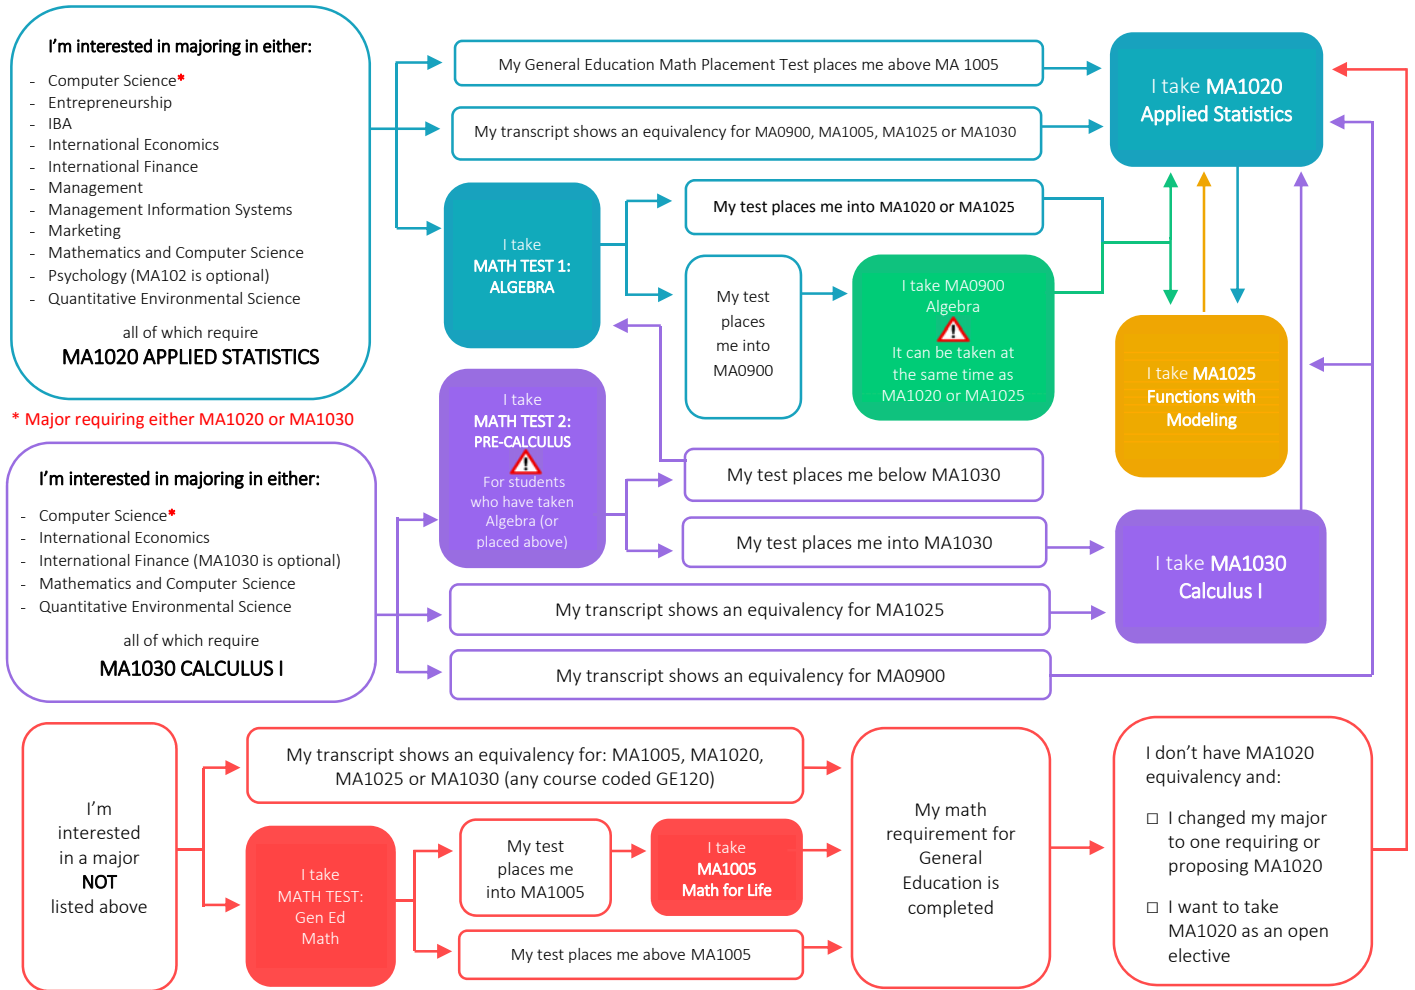 I'm interested in majoring in either:
- Computer Science*
- Entrepreneurship
- IBA
- International Economics
- International Finance
- Management
- Management Information Systems
- Marketing
- Mathematics and Computer Science
- Psychology (MA102 is optional)
- Quantitative Environmental Science
all of which require
MA1020 APPLIED STATISTICS
* Major requiring either MA1020 or MA1030
My General Education Math Placement Test places me above MA 1005
My transcript shows an equivalency for MA0900, MA1005, MA1025 or MA1030
I take
MATH TEST 1:
ALGEBRA
My test places me into MA1020 or MA1025
My test
places
me into
MA0900
I take MA0900
Algebra
It can be taken at
the same time as
MA1020 or MA1025
I take MA1020
Applied Statistics
I take MA1025
Functions with
Modeling
I'm interested in majoring in either:
- Computer Science*
- International Economics
- International Finance (MA1030 is optional)
- Mathematics and Computer Science
- Quantitative Environmental Science
all of which require
MA1030 CALCULUS I
I take
MATH TEST 2:
PRE-CALCULUS
For students
who have taken
Algebra (or
placed above)
My test places me below MA1030
My test places me into MA1030
My transcript shows an equivalency for MA1025
My transcript shows an equivalency for MA0900
I take MA1030
Calculus I
I'm
interested
in a major
NOT
listed above
My transcript shows an equivalency for: MA1005, MA1020,
MA1025 or MA1030 (any course coded GE120)
I take
MATH TEST:
Gen Ed
Math
My test
places me
into MA1005
I take
MA1005
Math for Life
My test places me above MA1005
My math
requirement for
General
Education is
completed
I don't have MA1020
equivalency and:
□ I changed my major
to one requiring or
proposing MA1020
□ I want to take
MA1020 as an open
elective